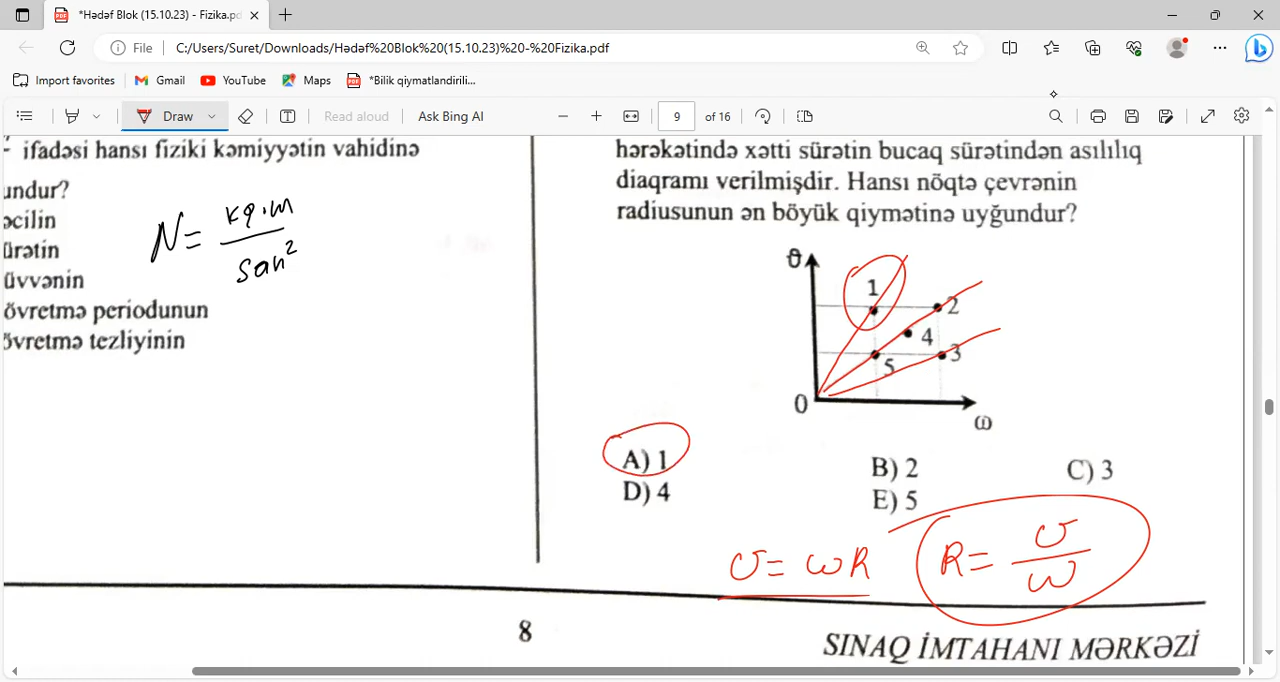 *Hədəf Blok (15.10.23) - Fizika.pd
File
C:/Users/Suret/Downloads/Hədəf%20Blok%20(15.10.23)%20-%20Fizika.pdf
Import favorites
Gmail
YouTube
Maps
*Bilik qiymatlandirili...
Draw
Read aloud
Ask Bing AI
9
of 16
ifadəsi hansı fiziki kəmiyyətin vahidinə
undur?
əcilin
ürətin
üvvənin
övretmə periodunun
övretmə tezliyinin
N = kq.m
san²
hərəkətində xətti sürətin bucaq sürətindən asılılıq
diaqramı verilmişdir. Hansı nöqtə çevrənin
radiusunun ən böyük qiymətinə uyğundur?
ϑ
1
2
4
3
5
0
ω
A) 1
B) 2
C) 3
D) 4
E) 5
υ = ωR
R = υ
ω
8
SINAQ İMTAHANI MƏRKƏZİ